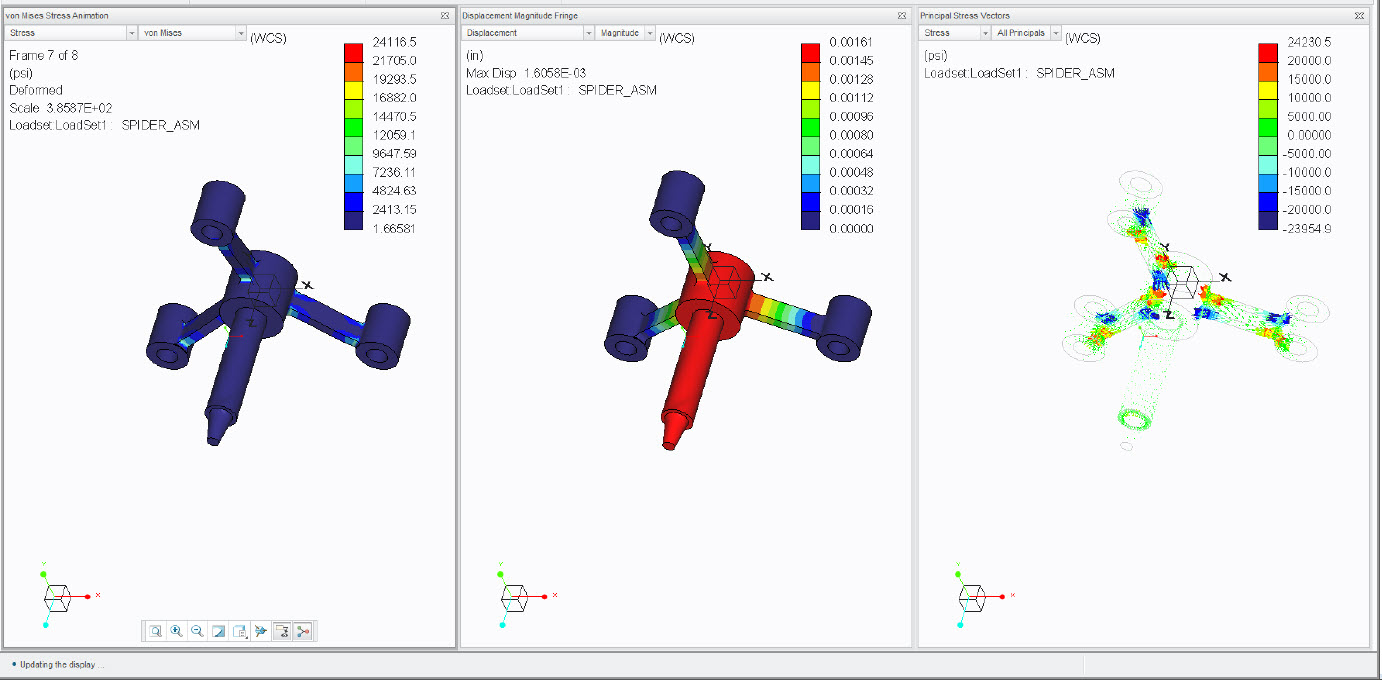 von Mises Stress Animation
Stress
von Mises
(WCS)
Frame 7 of 8
(psi)
Deformed
Scale 3.8587E+02
Loadset:LoadSet1 : SPIDER_ASM
24116.5
21705.0
19293.5
16882.0
14470.5
12059.1
9647.59
7236.11
4824.63
2413.15
1.66581
X
Z
Y
X
Displacement Magnitude Fringe
Displacement
Magnitude
(WCS)
(in)
Max Disp 1.6058E-03
Loadset:LoadSet1 : SPIDER_ASM
0.00161
0.00145
0.00128
0.00112
0.00096
0.00080
0.00064
0.00048
0.00032
0.00016
0.00000
Y
X
Z
Y
X
Principal Stress Vectors
Stress
All Principals
(WCS)
(psi)
Loadset:LoadSet1 : SPIDER_ASM
24230.5
20000.0
15000.0
10000.0
5000.00
0.00000
-5000.00
-10000.0
-15000.0
-20000.0
-23954.9
Y
X
Z
Y
X
Updating the display ...